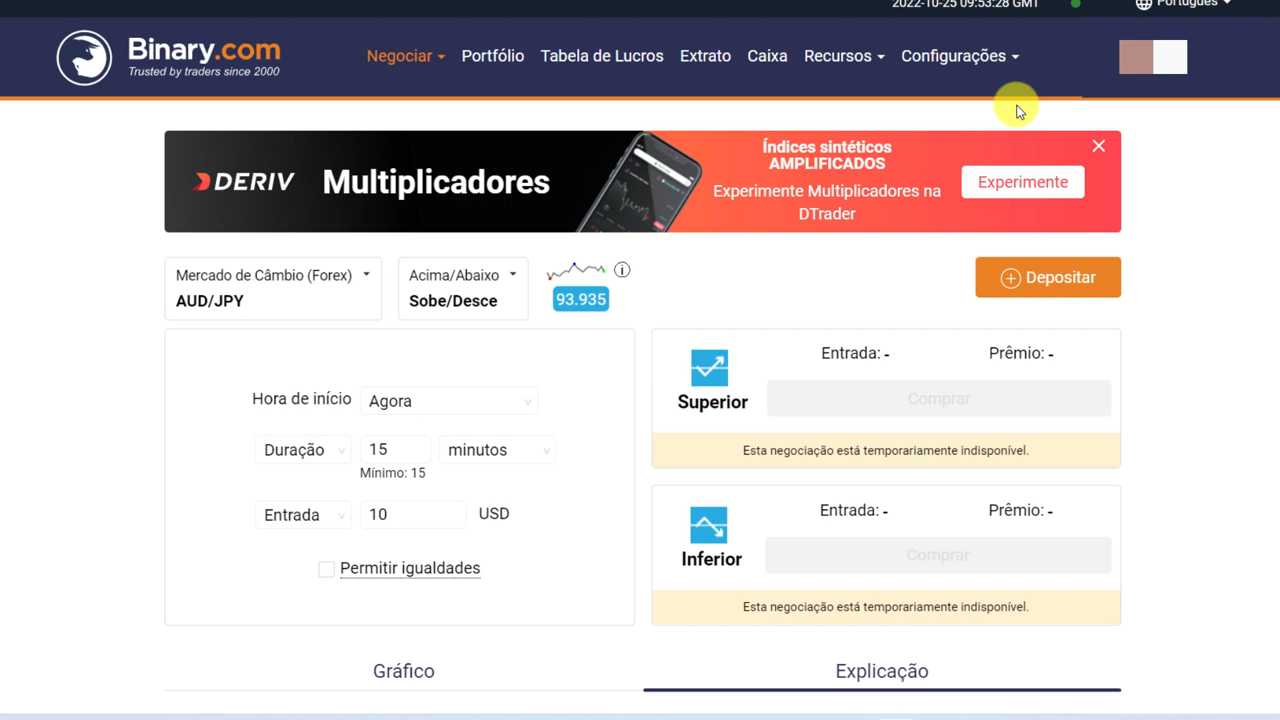 2022-10-25 09:53:28 GMT
Português
Binary.com
Trusted by traders since 2000
Negociar
Portfólio
Tabela de Lucros
Extrato
Caixa
Recursos
Configurações
DERIV
Multiplicadores
Índices sintéticos
AMPLIFICADOS
Experimente Multiplicadores na
DTrader
Experimente
Mercado de Câmbio (Forex)
AUD/JPY
Acima/Abaixo
Sobe/Desce
93.935
Depositar
Hora de início Agora
Duração 15 minutos
Mínimo: 15
Entrada 10 USD
Permitir igualdades
Superior
Entrada: - Prêmio: -
Comprar
Esta negociação está temporariamente indisponível.
Inferior
Entrada: - Prêmio: -
Comprar
Esta negociação está temporariamente indisponível.
Gráfico
Explicação